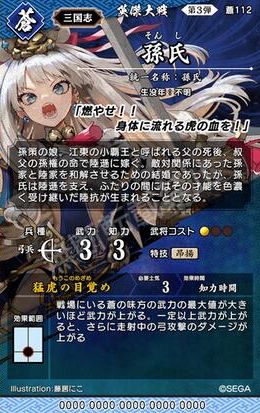 蒼
三国志
英傑大戦
第3弾
蒼112
そん し
孫氏
統一名称：孫氏
生没年 不明
「燃やせ！！
身体に流れる虎の血を！！」
孫策の娘。江東の小覇王と呼ばれる父の死後、叔
父の孫権の命で陸遜に嫁ぐ。敵対関係にあった孫
家と陸家を和解させるための結婚であったが、孫
氏は陸遜を支え、ふたりの間にはその才能を色濃
く受け継いだ陸抗が生まれることとなる。
兵種 武力 知力 武将コスト
弓兵 3 3
特技 昂揚
もうこのめざめ
猛虎の目覚め
必要士気 3
効果時間 知力時間
効果範囲
戦場にいる蒼の味方の武力の最大値が大き
いほど武力が上がる。一定以上武力が上が
ると、さらに走射中の弓攻撃のダメージが
上がる
Illustration:藤居にこ
©SEGA
0000-0000-0000-0000-0000